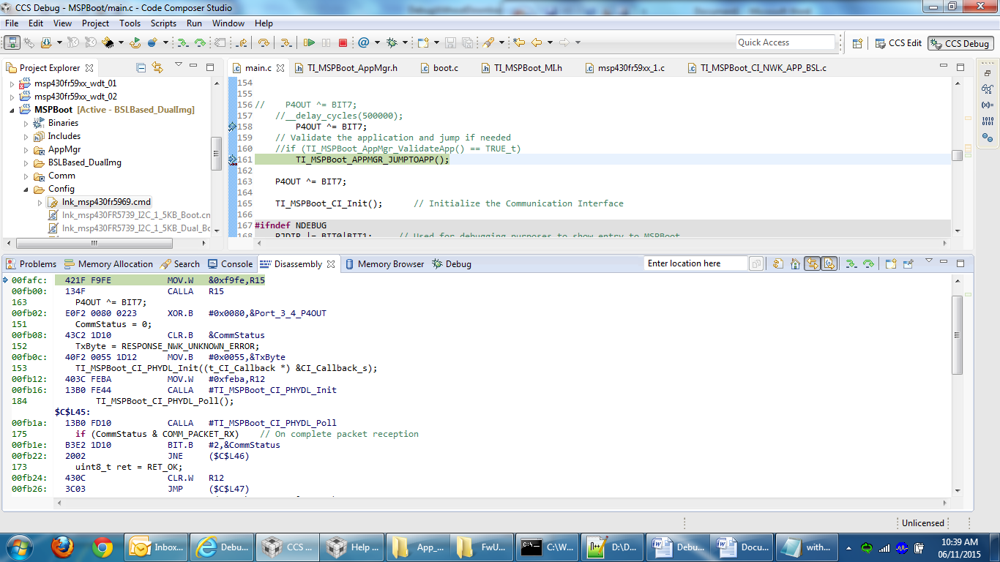 CCS Debug - MSPBoot/main.c - Code Composer Studio
File Edit View Project Tools Scripts Run Window Help
Quick Access
CCS Edit
CCS Debug
Project Explorer
msp430fr59xx_wdt_01
msp430fr59xx_wdt_02
MSPBoot [Active - BSLBased_DualImg]
Binaries
Includes
AppMgr
BSLBased_DualImg
Comm
Config
lnk_msp430fr5969.cmd
lnk_msp430FR5739_I2C_1_5KB_Boot.cm
lnk_msp430FR5739_I2C_1_5KB_Dual_Bo
main.c TI_MSPBoot_AppMgr.h boot.c TI_MSPBoot_MI.h msp430fr59xx_1.c TI_MSPBoot_CI_NWK_APP_BSL.c
154
155
156 // P4OUT ^= BIT7;
157 //__delay_cycles(500000);
158 P4OUT ^= BIT7;
159 // Validate the application and jump if needed
160 //if (TI_MSPBoot_AppMgr_ValidateApp() == TRUE_t)
161 TI_MSPBoot_APPMGR_JUMPTOAPP();
162
163 P4OUT ^= BIT7;
164
165 TI_MSPBoot_CI_Init(); // Initialize the Communication Interface
166
167 #ifndef NDEBUG
168 PJDIR |= BIT0|BIT1; // Used for debugging purposes to show entry to MSPBoot
Problems Memory Allocation Search Console Disassembly Memory Browser Debug
Enter location here
00fafc: 421F F9FE MOV.W &0xf9fe,R15
00fb00: 134F CALLA R15
163 P4OUT ^= BIT7;
00fb02: E0F2 0080 0223 XOR.B #0x0080,&Port_3_4_P4OUT
151 CommStatus = 0;
00fb08: 43C2 1D10 CLR.B &CommStatus
152 TxByte = RESPONSE_NWK_UNKNOWN_ERROR;
00fb0c: 40F2 0055 1D12 MOV.B #0x0055,&TxByte
153 TI_MSPBoot_CI_PHYDL_Init((t_CI_Callback *) &CI_Callback_s);
00fb12: 403C FEBA MOV.W #0xfeba,R12
00fb16: 13B0 FE44 CALLA #TI_MSPBoot_CI_PHYDL_Init
184 TI_MSPBoot_CI_PHYDL_Poll();
$C$L45:
00fb1a: 13B0 FD10 CALLA #TI_MSPBoot_CI_PHYDL_Poll
175 if (CommStatus & COMM_PACKET_RX) // On complete packet reception
00fb1e: B3E2 1D10 BIT.B #2,&CommStatus
00fb22: 2002 JNE ($C$L46)
173 uint8_t ret = RET_OK;
00fb24: 430C CLR.W R12
00fb26: 3C03 JMP ($C$L47)
Unlicensed
Inbox... Debu... CCS ... Help ... App_... FwU... C:\W... D:\D... Debu... Docu... with...
10:39 AM
06/11/2015